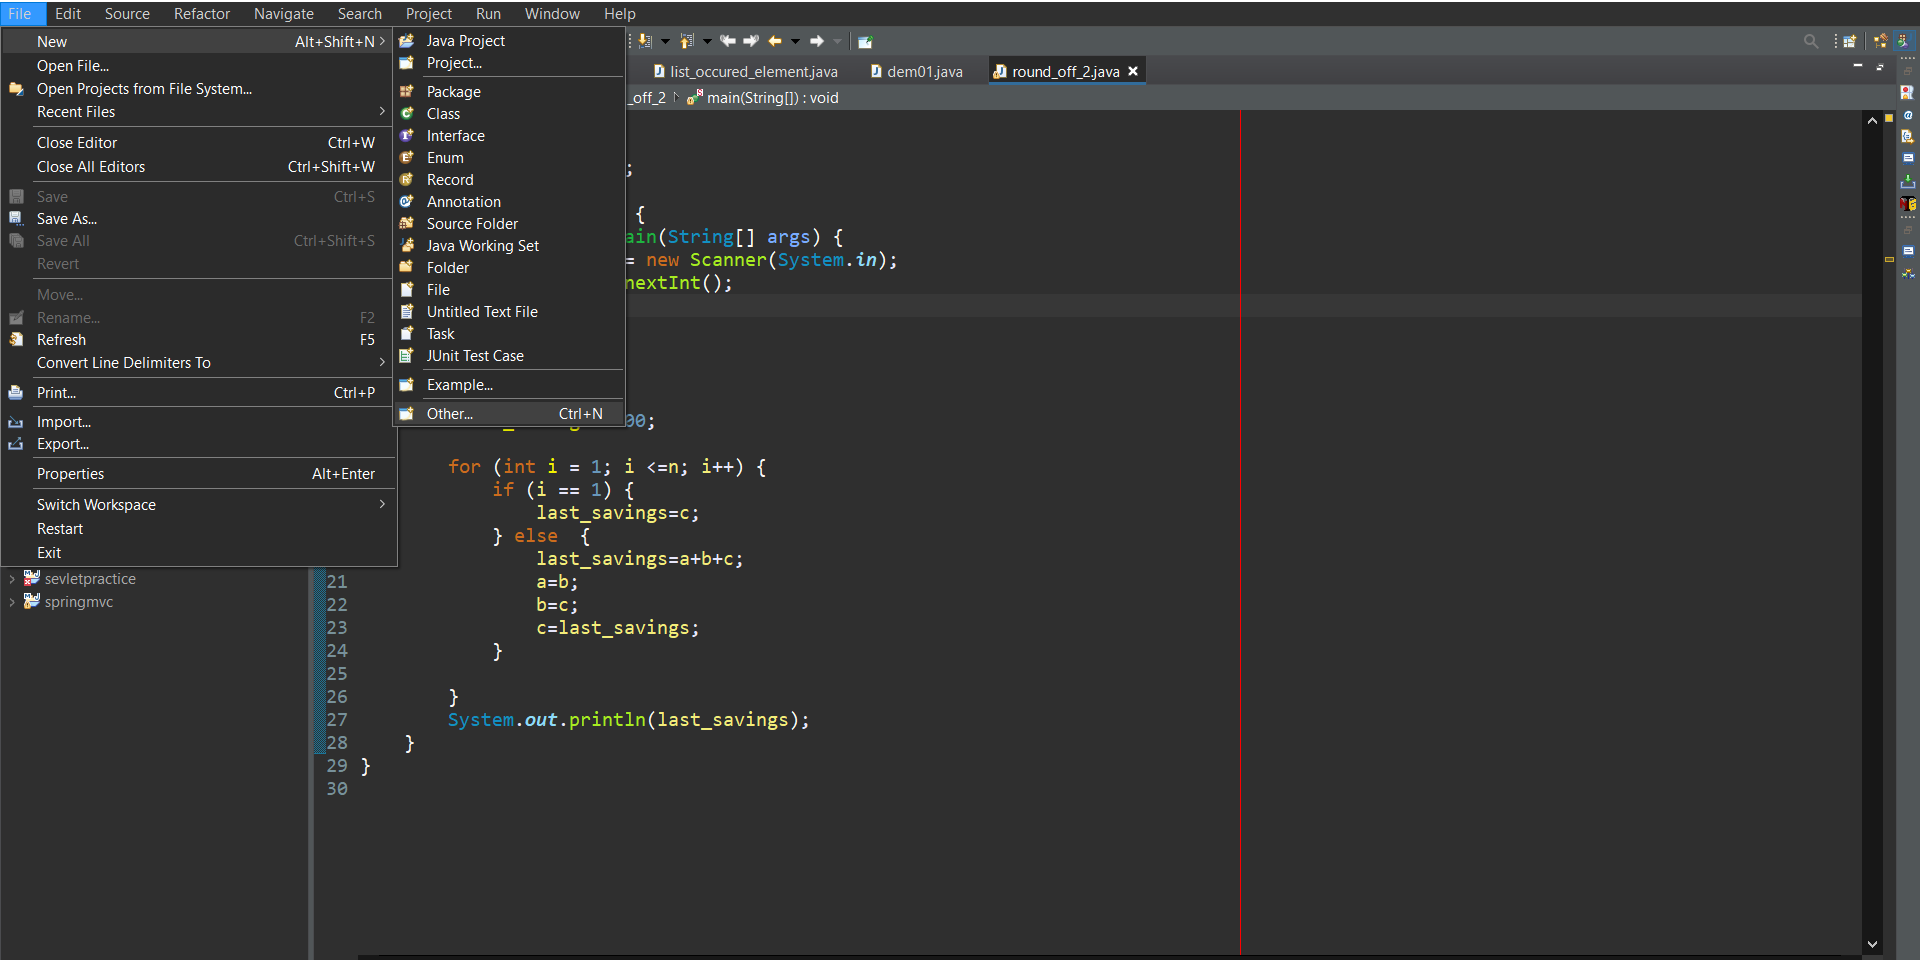 File Edit Source Refactor Navigate Search Project Run Window Help
New Alt+Shift+N
Open File...
Open Projects from File System...
Recent Files
Close Editor Ctrl+W
Close All Editors Ctrl+Shift+W
Save Ctrl+S
Save As...
Save All Ctrl+Shift+S
Revert
Move...
Rename... F2
Refresh F5
Convert Line Delimiters To
Print... Ctrl+P
Import...
Export...
Properties Alt+Enter
Switch Workspace
Restart
Exit
Java Project
Project...
Package
Class
Interface
Enum
Record
Annotation
Source Folder
Java Working Set
Folder
File
Untitled Text File
Task
JUnit Test Case
Example...
Other... Ctrl+N
sevletpractice
springmvc
list_occured_element.java dem01.java round_off_2.java
_off_2 main(String[]) : void
;
{
ain(String[] args) {
= new Scanner(System.in);
nextInt();
00;
for (int i = 1; i <=n; i++) {
if (i == 1) {
last_savings=c;
} else {
last_savings=a+b+c;
21 a=b;
22 b=c;
23 c=last_savings;
24 }
25
26 }
27 System.out.println(last_savings);
28 }
29 }
30